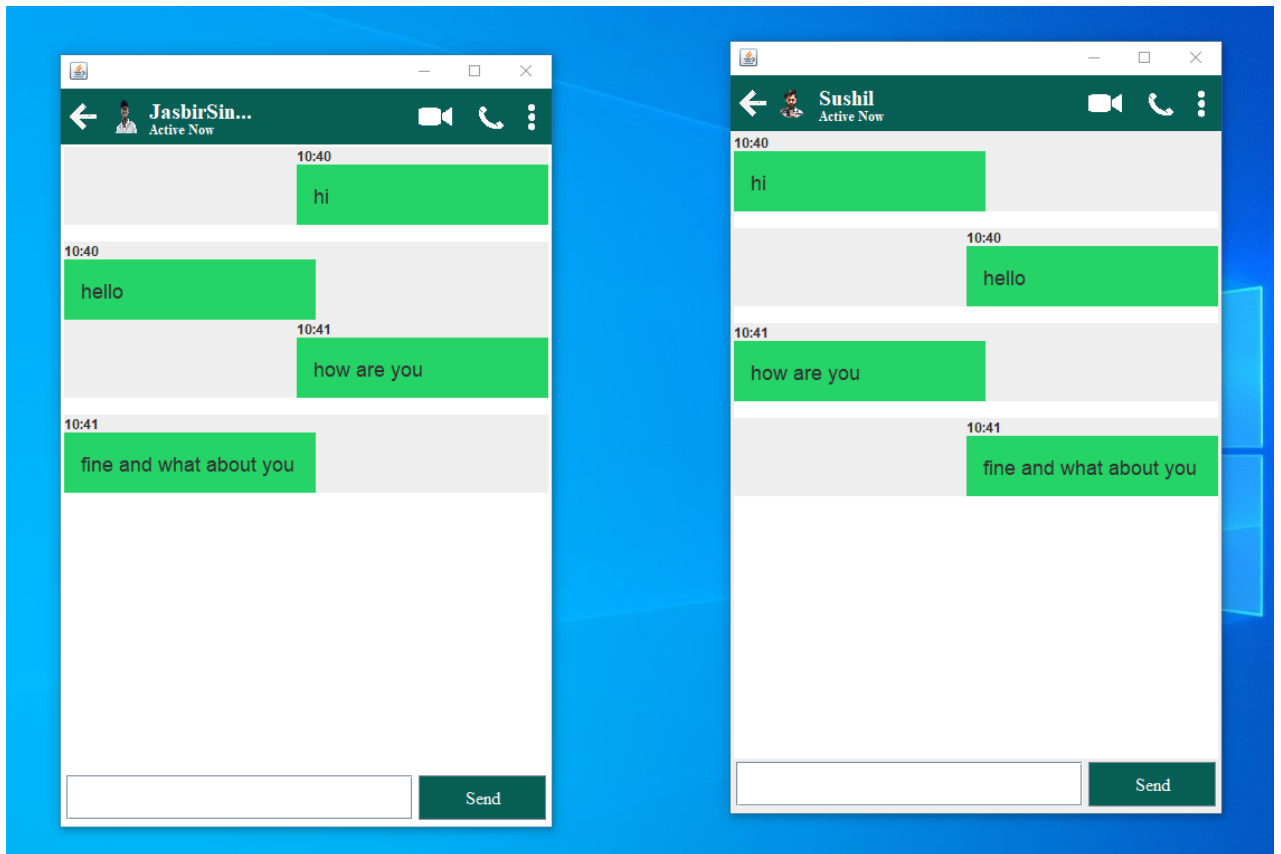 JasbirSin...
Active Now
10:40
hi
10:40
hello
10:41
how are you
10:41
fine and what about you
Send
Sushil
Active Now
10:40
hi
10:40
hello
10:41
how are you
10:41
fine and what about you
Send